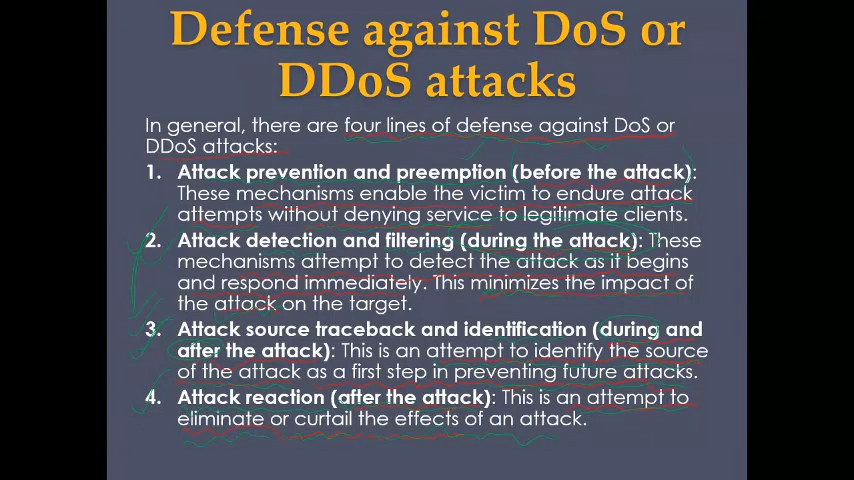 Defense against DoS or
DDoS attacks
In general, there are four lines of defense against DoS or
DDoS attacks:
1. Attack prevention and preemption (before the attack):
These mechanisms enable the victim to endure attack
attempts without denying service to legitimate clients.
2. Attack detection and filtering (during the attack): These
mechanisms attempt to detect the attack as it begins
and respond immediately. This minimizes the impact of
the attack on the target.
3. Attack source traceback and identification (during and
after the attack): This is an attempt to identify the source
of the attack as a first step in preventing future attacks.
4. Attack reaction (after the attack): This is an attempt to
eliminate or curtail the effects of an attack.